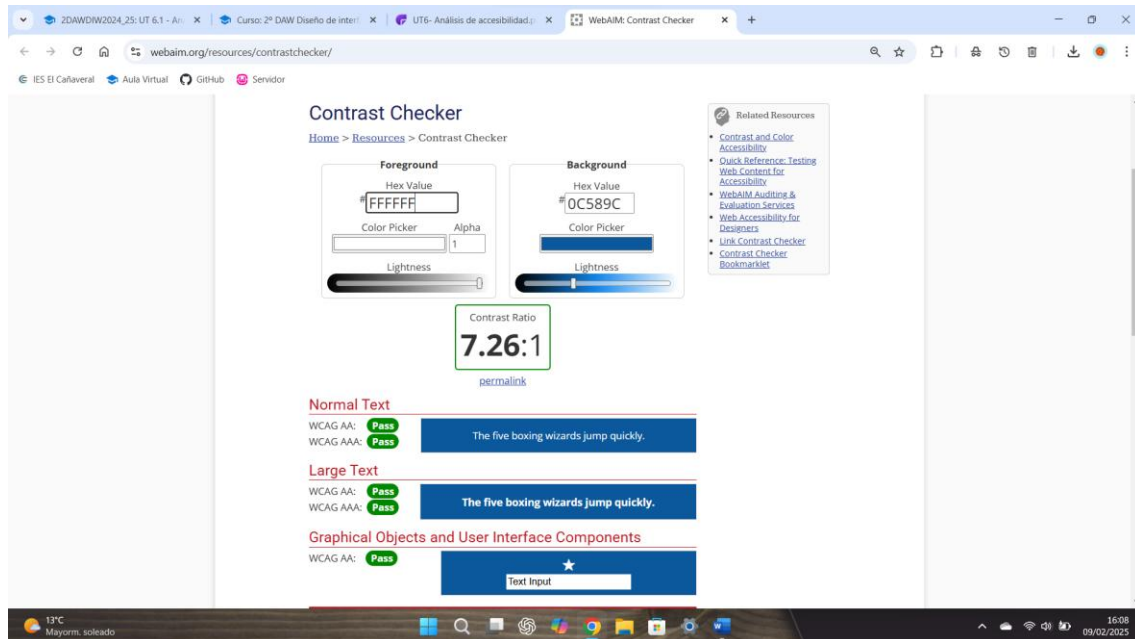 2DAWDIW2024_25: UT 6.1 - An
Curso: 2º DAW Diseño de interf
UT6- Análisis de accesibilidad.p
WebAIM: Contrast Checker
webaim.org/resources/contrastchecker/
IES El Cañaveral
Aula Virtual
GitHub
Servidor
Contrast Checker
Home > Resources > Contrast Checker
Foreground
Hex Value
#FFFFFF
Color Picker
Alpha
1
Lightness
Background
Hex Value
#0C589C
Color Picker
Lightness
Contrast Ratio
7.26:1
permalink
Related Resources
Contrast and Color
Accessibility
Quick Reference: Testing
Web Content for
Accessibility
WebAIM Auditing &
Evaluation Services
Web Accessibility for
Designers
Link Contrast Checker
Contrast Checker
Bookmarklet
Normal Text
WCAG AA: Pass
WCAG AAA: Pass
The five boxing wizards jump quickly.
Large Text
WCAG AA: Pass
WCAG AAA: Pass
The five boxing wizards jump quickly.
Graphical Objects and User Interface Components
WCAG AA: Pass
Text Input
13°C
Mayorm. soleado
16:08
09/02/2025